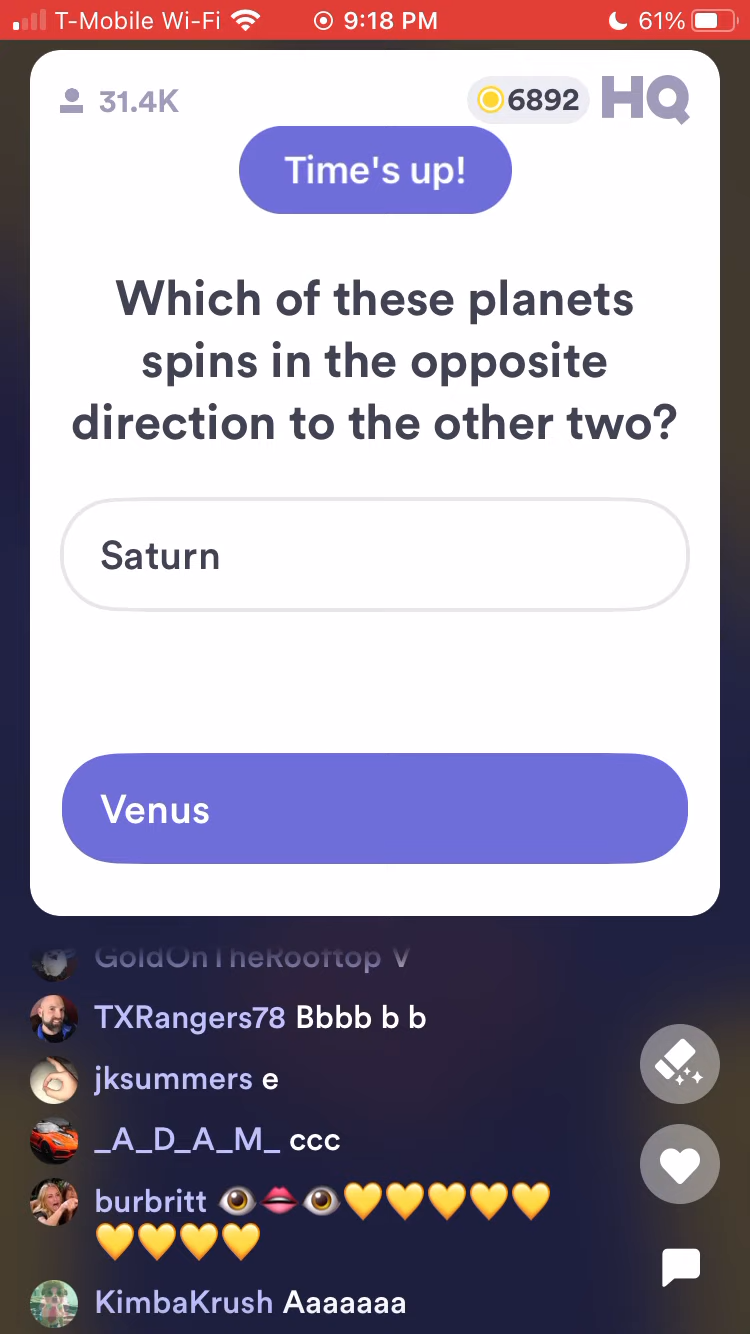 T-Mobile Wi-Fi 9:18 PM 61%
31.4K 6892 HQ
Time's up!
Which of these planets
spins in the opposite
direction to the other two?
Saturn
Venus
GoldOnTheRooftop V
TXRangers78 Bbbb b b
jksummers e
_A_D_A_M_ ccc
burbritt 👁️👄👁️💛💛💛💛💛
💛💛💛💛
KimbaKrush Aaaaaaa